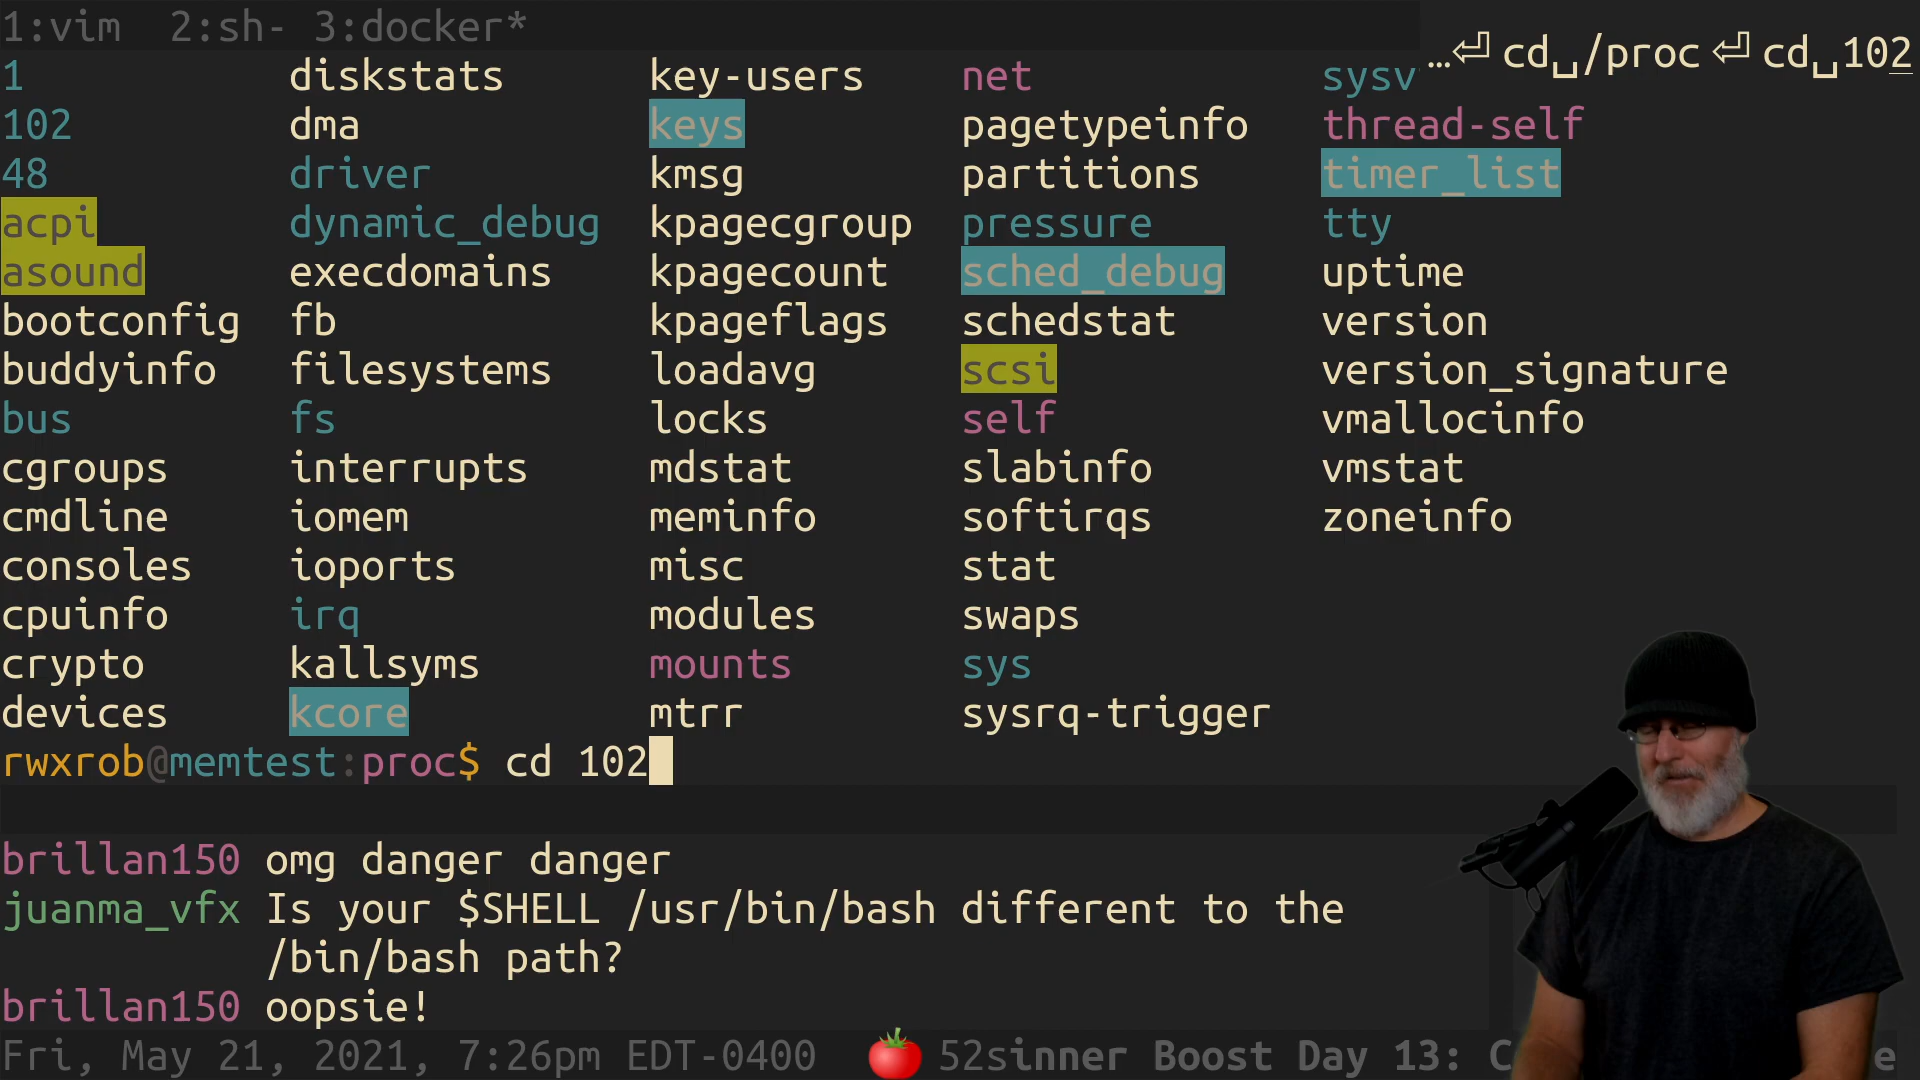 1:vim  2:sh- 3:docker*
…⏎ cd␣/proc ⏎ cd␣102
1 diskstats key-users net sysv
102 dma keys pagetypeinfo thread-self
48 driver kmsg partitions timer_list
acpi dynamic_debug kpagecgroup pressure tty
asound execdomains kpagecount sched_debug uptime
bootconfig fb kpageflags schedstat version
buddyinfo filesystems loadavg scsi version_signature
bus fs locks self vmallocinfo
cgroups interrupts mdstat slabinfo vmstat
cmdline iomem meminfo softirqs zoneinfo
consoles ioports misc stat
cpuinfo irq modules swaps
crypto kallsyms mounts sys
devices kcore mtrr sysrq-trigger
rwxrob@memtest:proc$ cd 102
brillan150 omg danger danger
juanma_vfx Is your $SHELL /usr/bin/bash different to the
/bin/bash path?
brillan150 oopsie!
Fri, May 21, 2021, 7:26pm EDT-0400 🍅 52sinner Boost Day 13: C e